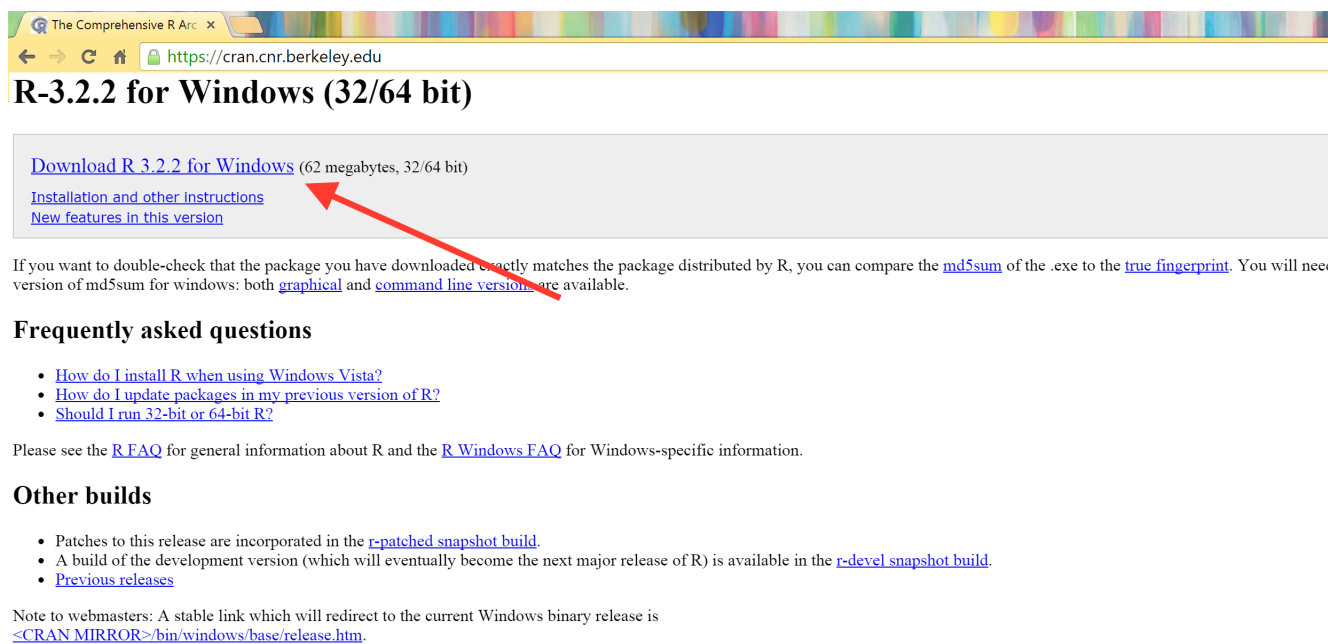 The Comprehensive R Arc
https://cran.cnr.berkeley.edu
R-3.2.2 for Windows (32/64 bit)
Download R 3.2.2 for Windows (62 megabytes, 32/64 bit)
Installation and other instructions
New features in this version
If you want to double-check that the package you have downloaded exactly matches the package distributed by R, you can compare the md5sum of the .exe to the true fingerprint. You will nee
version of md5sum for windows: both graphical and command line versions are available.
Frequently asked questions
• How do I install R when using Windows Vista?
• How do I update packages in my previous version of R?
• Should I run 32-bit or 64-bit R?
Please see the R FAQ for general information about R and the R Windows FAQ for Windows-specific information.
Other builds
• Patches to this release are incorporated in the r-patched snapshot build.
• A build of the development version (which will eventually become the next major release of R) is available in the r-devel snapshot build.
• Previous releases
Note to webmasters: A stable link which will redirect to the current Windows binary release is
<CRAN MIRROR>/bin/windows/base/release.htm.